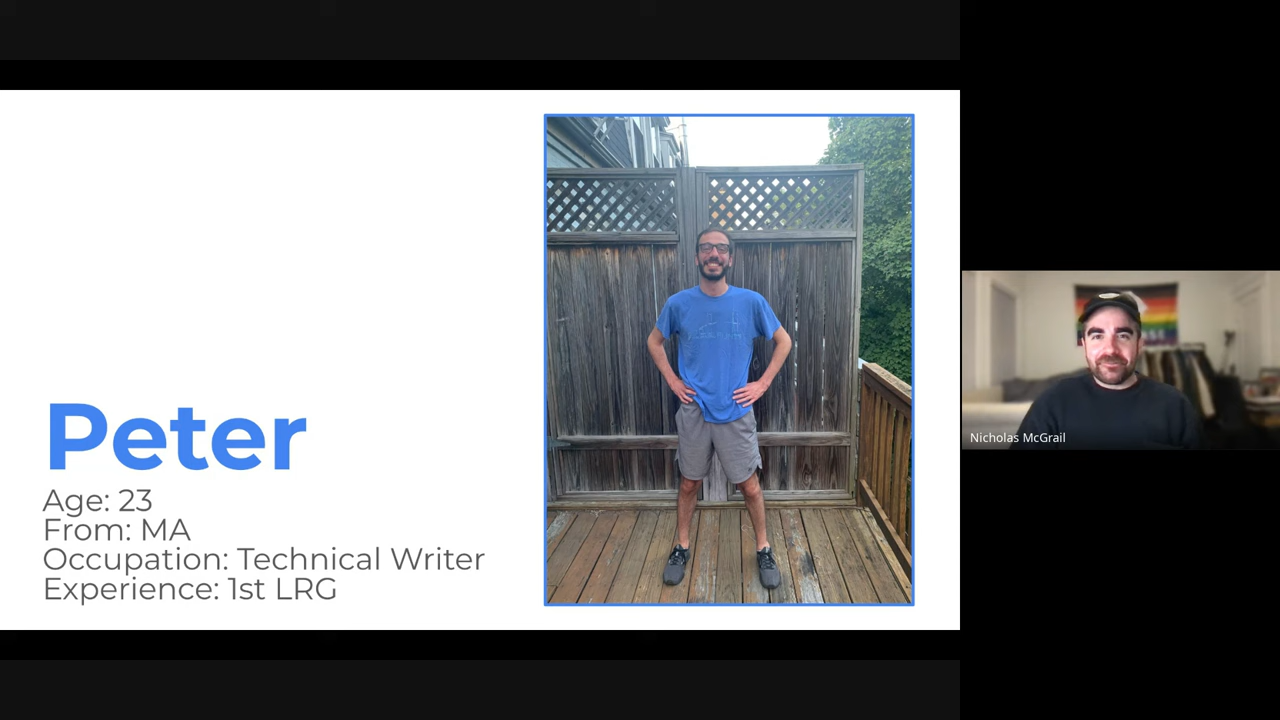 Peter
Age: 23
From: MA
Occupation: Technical Writer
Experience: 1st LRG
Nicholas McGrail